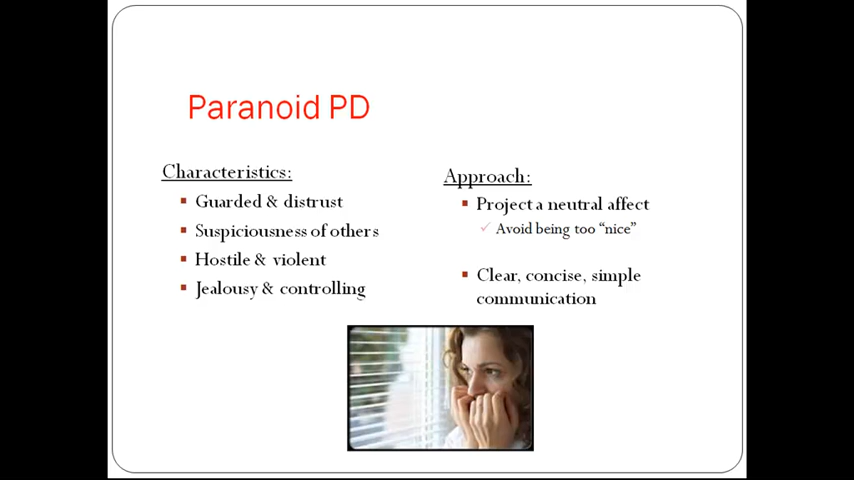 Paranoid PD
Characteristics:
Guarded & distrust
Suspiciousness of others
Hostile & violent
Jealousy & controlling
Approach:
Project a neutral affect
Avoid being too “nice”
Clear, concise, simple
communication